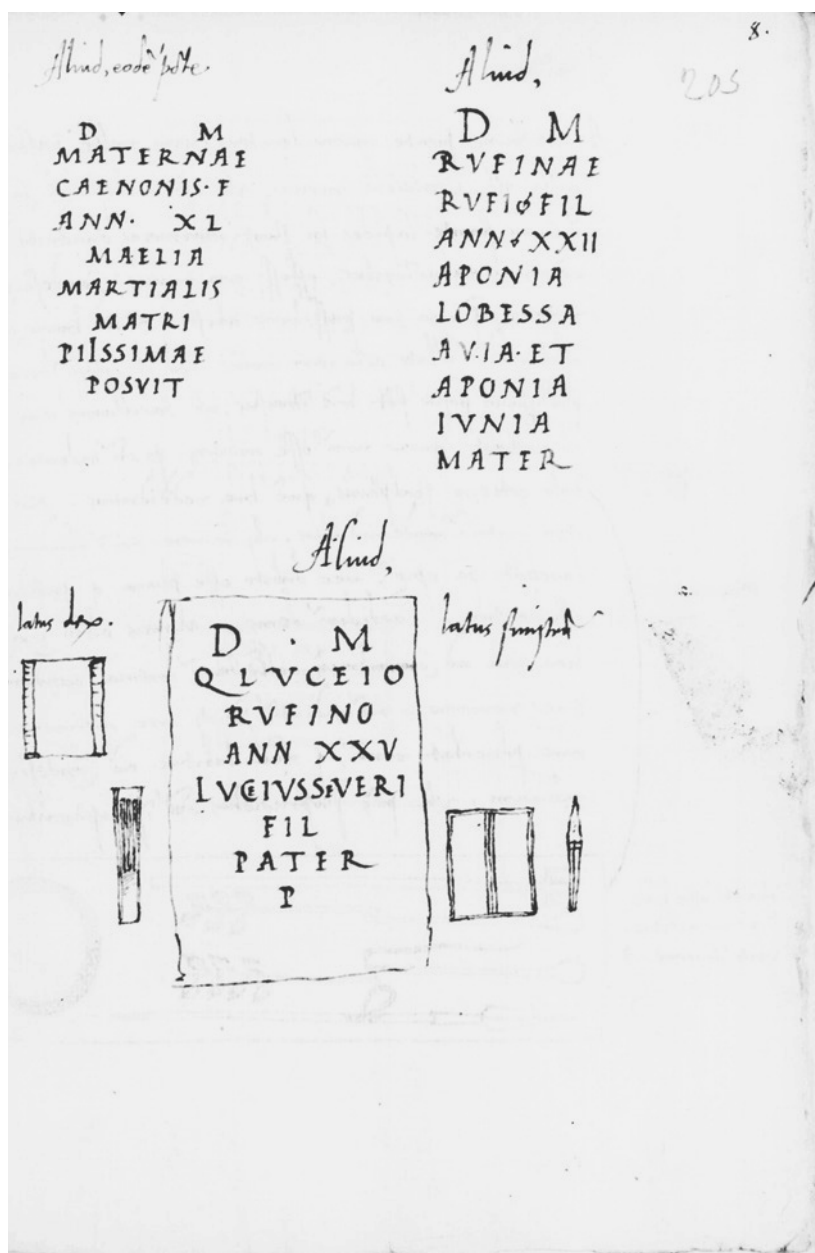 8.
205
Aliud, eodē pōte.
D M
MATERNAE
CAENONIS·F
ANN· XL
MAELIA
MARTIALIS
MATRI
PIISSIMAE
POSVIT
Aliud,
D M
RVFINAE
RVFI FIL
ANN XXII
APONIA
LOBESSA
AVIA·ET
APONIA
IVNIA
MATER
Aliud,
latus dex.
D · M
Q LVCEIO
RVFINO
ANN XXV
LVCEIVS SEVERI
FIL
PATER
P
latus sinistrū